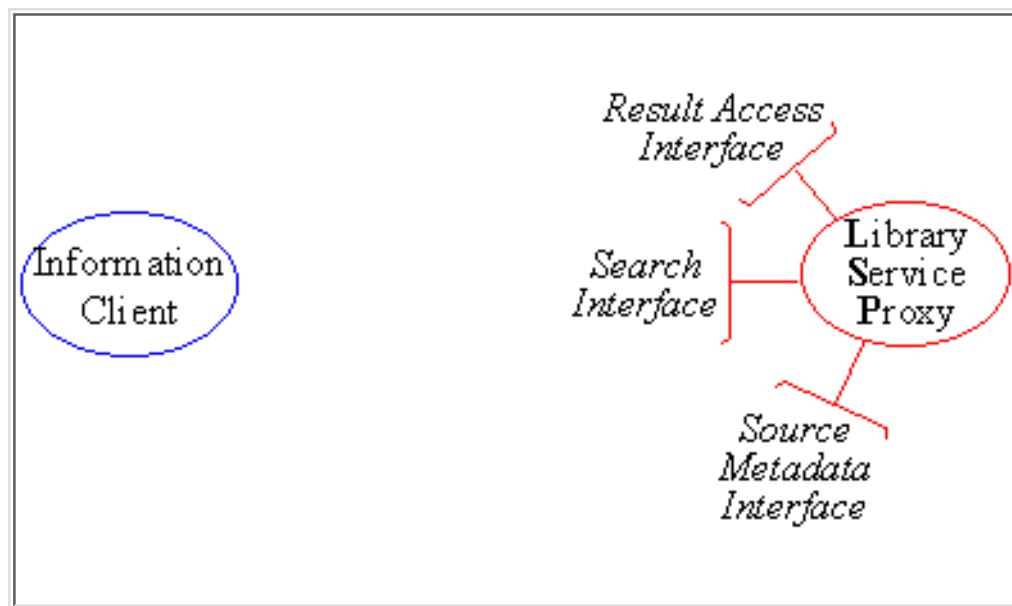 Information
Client
Result Access
Interface
Search
Interface
Library
Service
Proxy
Source
Metadata
Interface